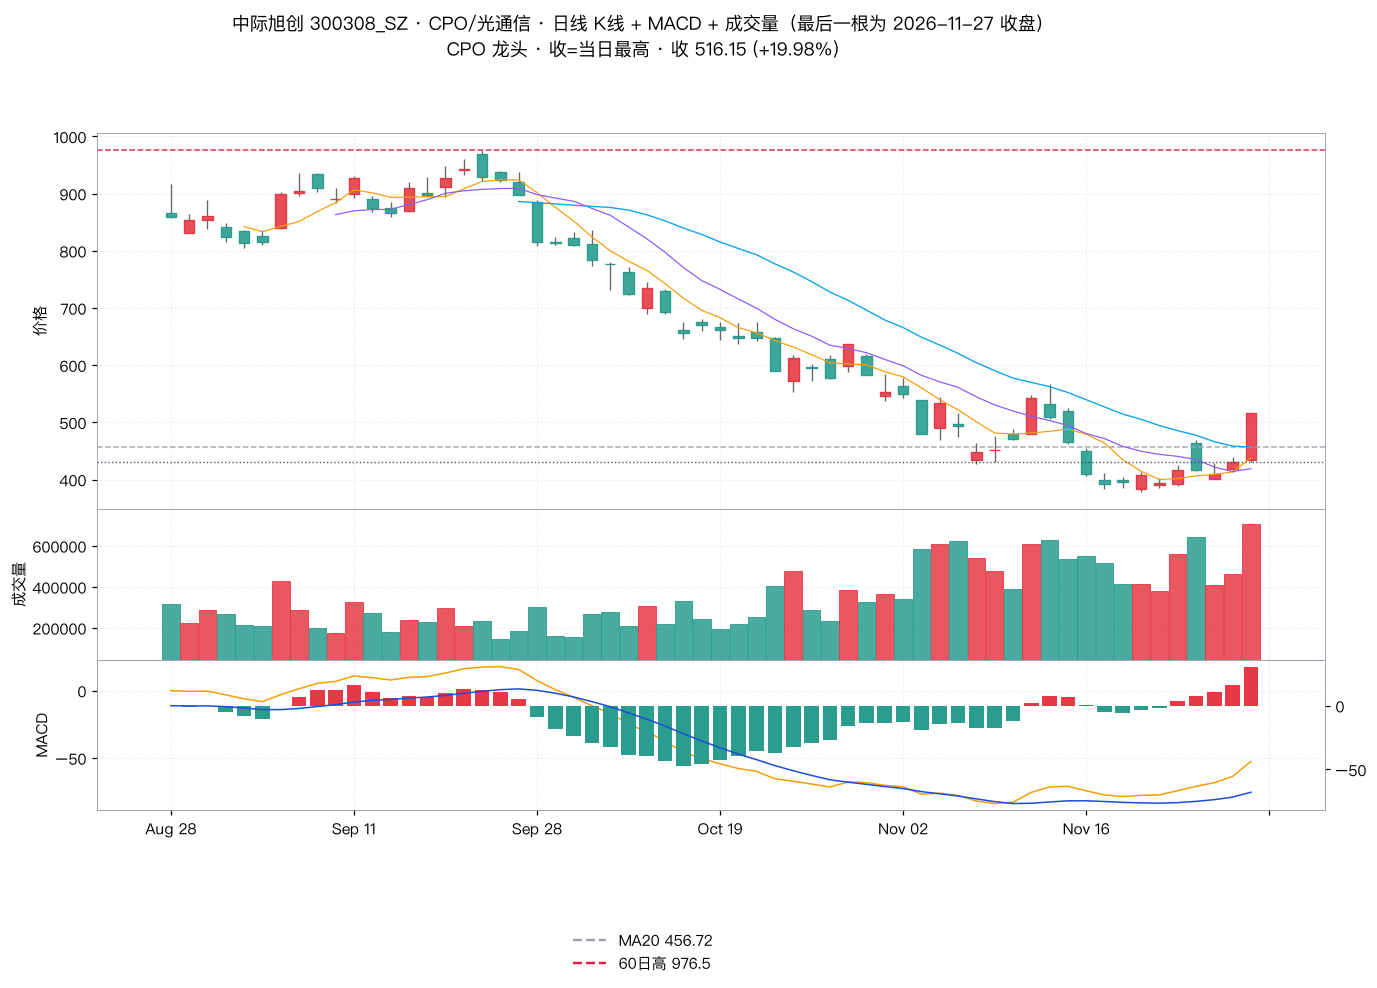 中际旭创 300308_SZ · CPO/光通信 · 日线 K线 + MACD + 成交量（最后一根为 2026–11–27 收盘）
CPO 龙头 · 收=当日最高 · 收 516.15 (+19.98%)
1000
900
800
700
600
500
400
价格
600000
400000
200000
成交量
0
−50
MACD
0
−50
Aug 28
Sep 11
Sep 28
Oct 19
Nov 02
Nov 16
MA20 456.72
60日高 976.5